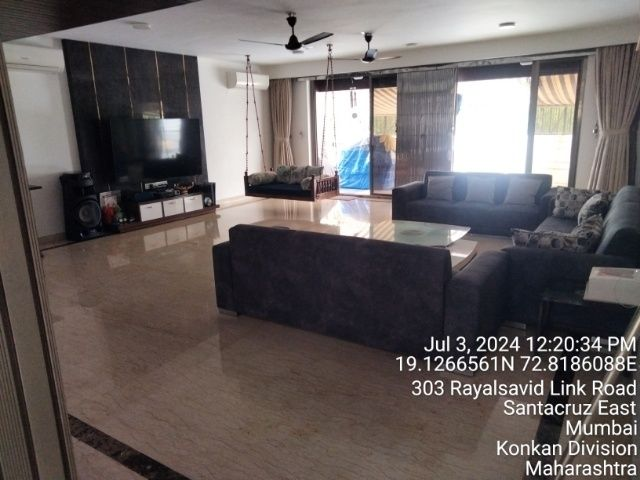 Jul 3, 2024 12:20:34 PM
19.1266561N 72.8186088E
303 Rayalsavid Link Road
Santacruz East
Mumbai
Konkan Division
Maharashtra